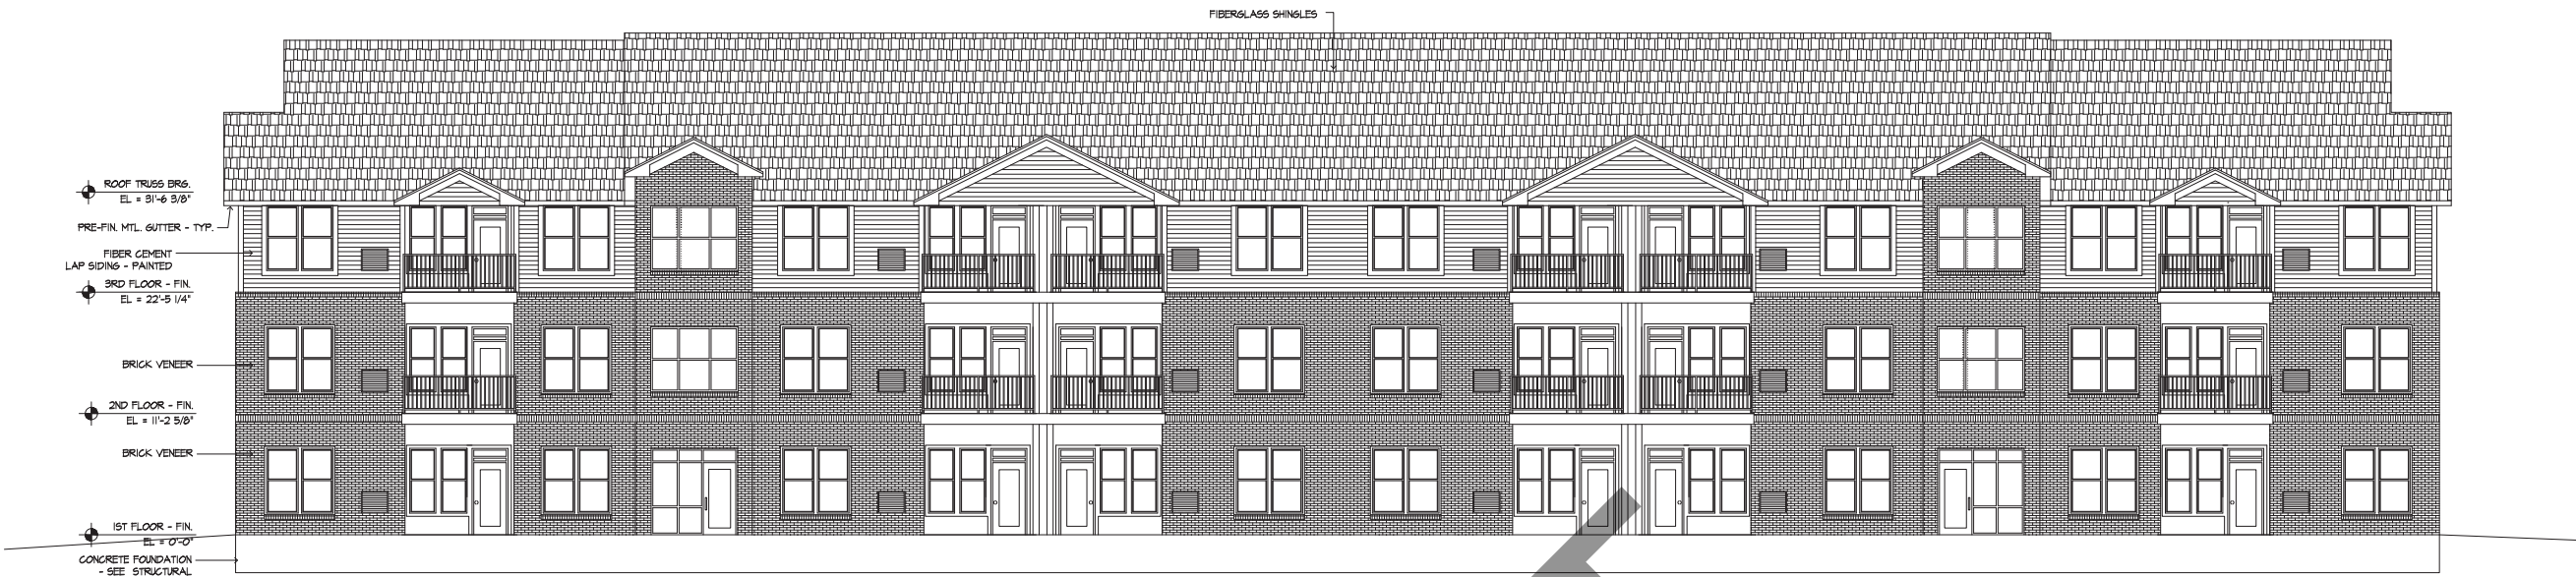 FIBERGLASS SHINGLES
ROOF TRUSS BRG.
EL = 31'-6 3/8"
PRE-FIN. MTL. GUTTER - TYP.
FIBER CEMENT
LAP SIDING - PAINTED
3RD FLOOR - FIN.
EL = 22'-5 1/4"
BRICK VENEER
2ND FLOOR - FIN.
EL = 11'-2 5/8"
BRICK VENEER
1ST FLOOR - FIN.
EL = 0'-0"
CONCRETE FOUNDATION
- SEE STRUCTURAL